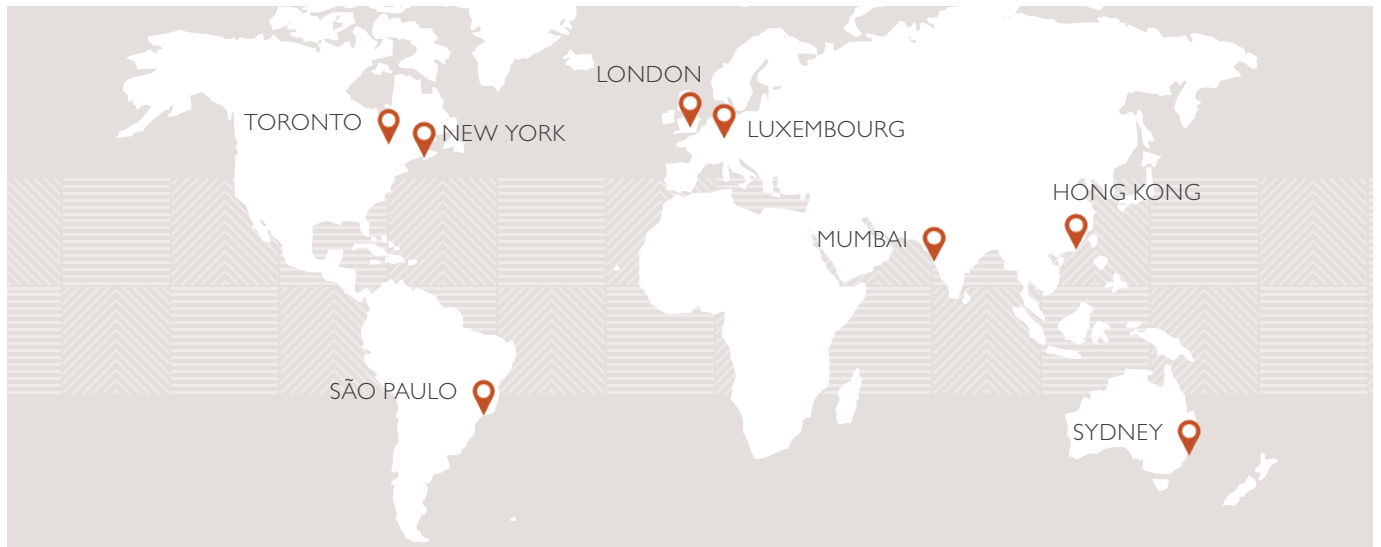 LONDON
TORONTO
NEW YORK
LUXEMBOURG
HONG KONG
MUMBAI
SÃO PAULO
SYDNEY